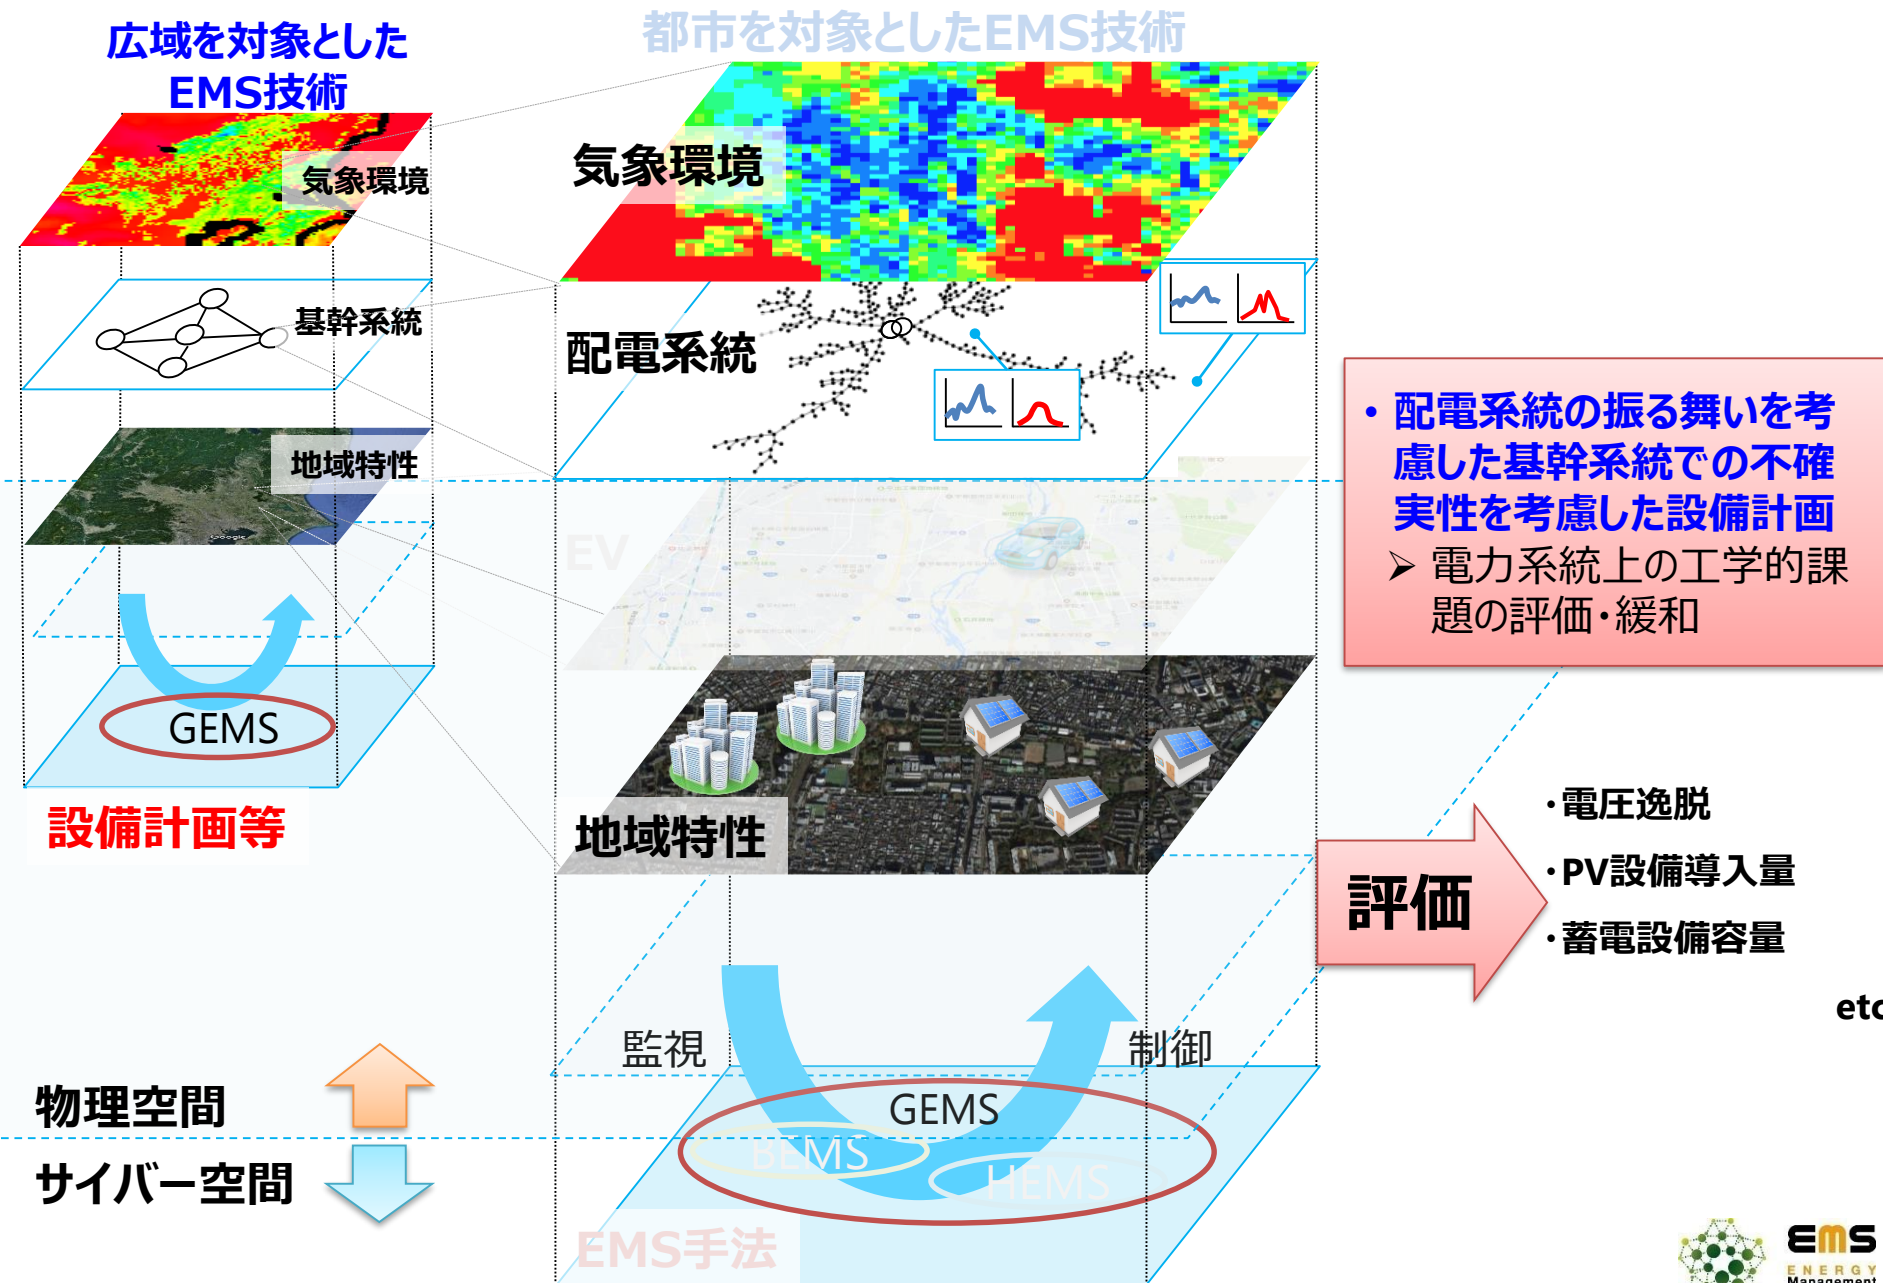 広域を対象とした
EMS技術
都市を対象としたEMS技術
気象環境
基幹系統
地域特性
Google
GEMS
設備計画等
気象環境
配電系統
EV
地域特性
監視
制御
GEMS
BEMS
HEMS
EMS手法
・配電系統の振る舞いを考
慮した基幹系統での不確
実性を考慮した設備計画
➢ 電力系統上の工学的課
題の評価・緩和
評価
・電圧逸脱
・PV設備導入量
・蓄電設備容量
etc
物理空間
サイバー空間
EMS
ENERGY
Management